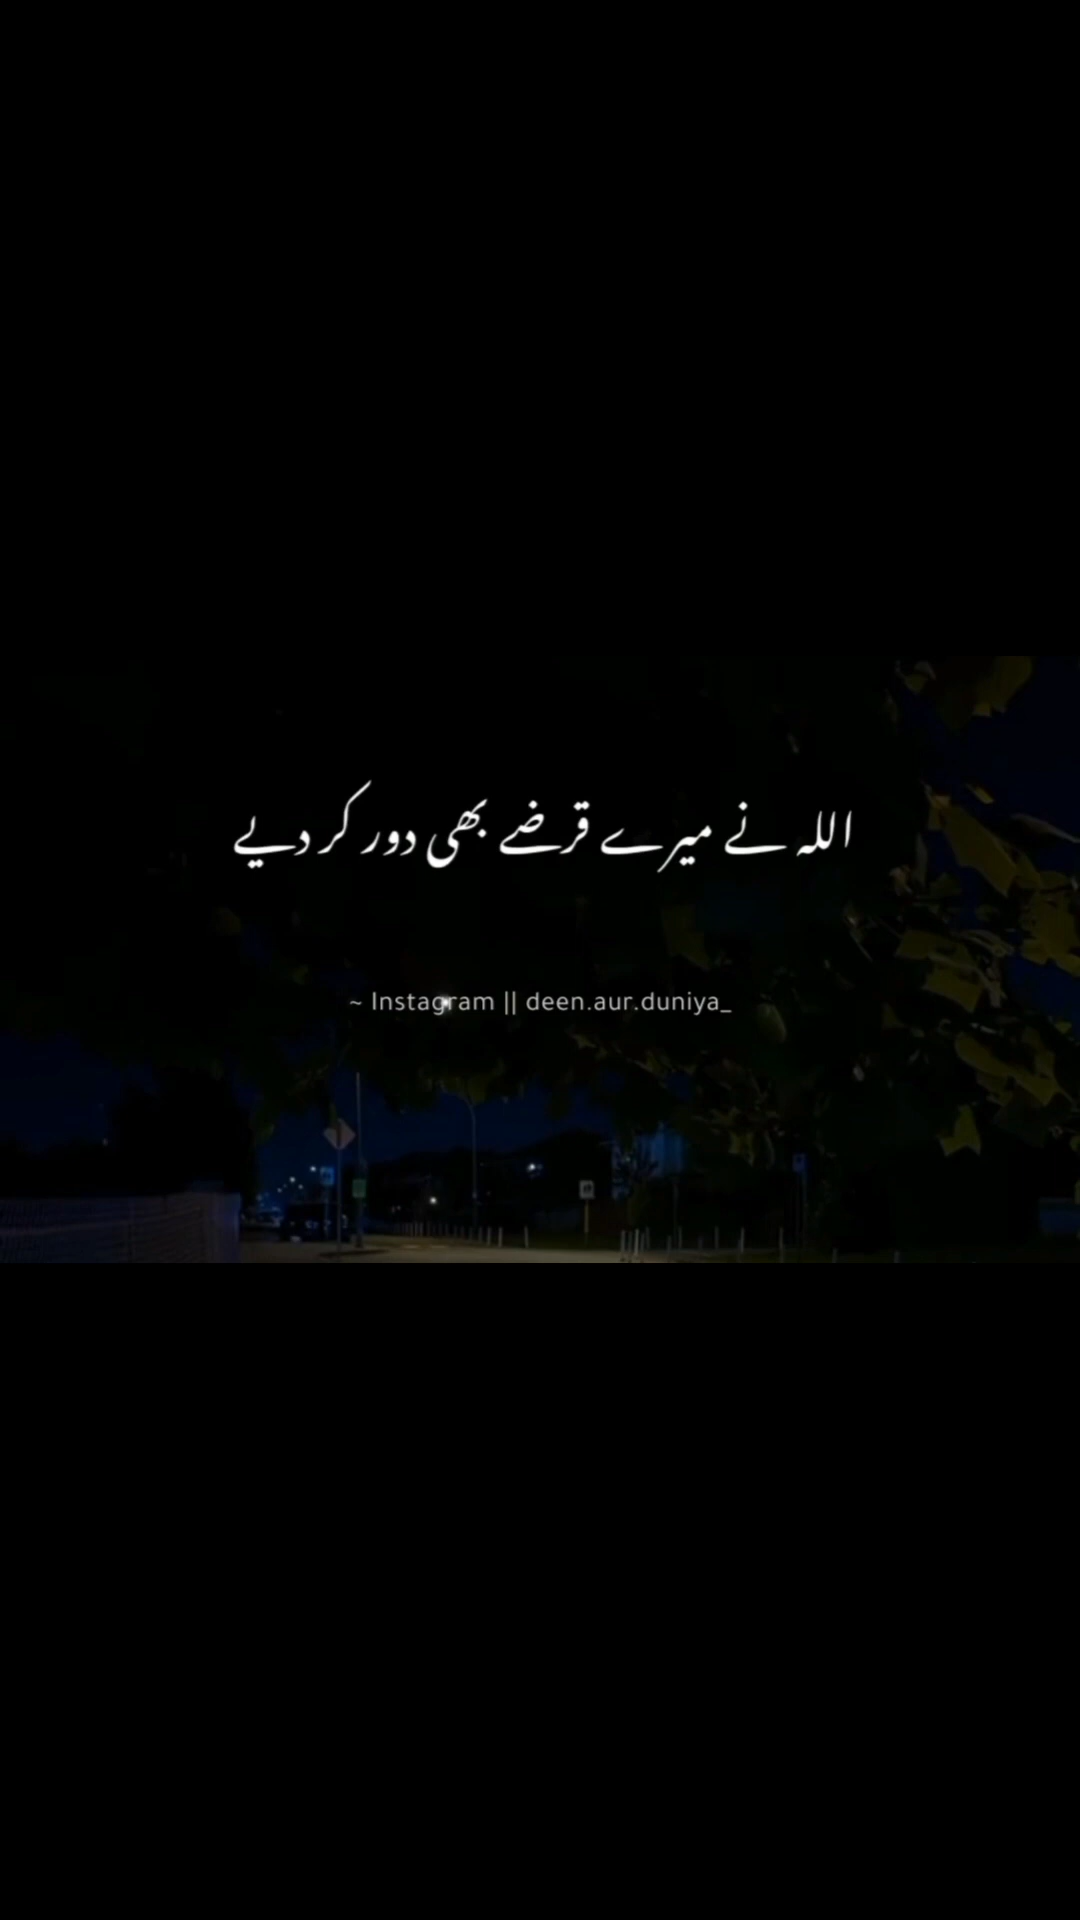 اللہ نے میرے قرضے بھی دور کر دیے
~ Instagram || deen.aur.duniya_